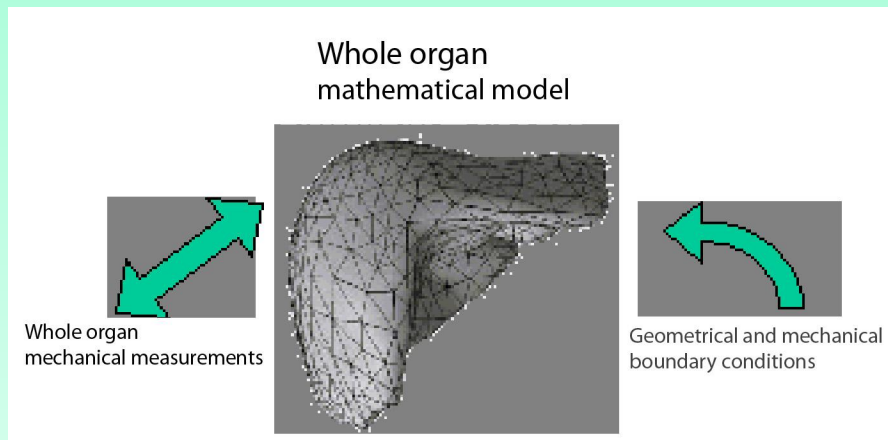 Whole organ
mathematical model
Whole organ
mechanical measurements
Geometrical and mechanical
boundary conditions